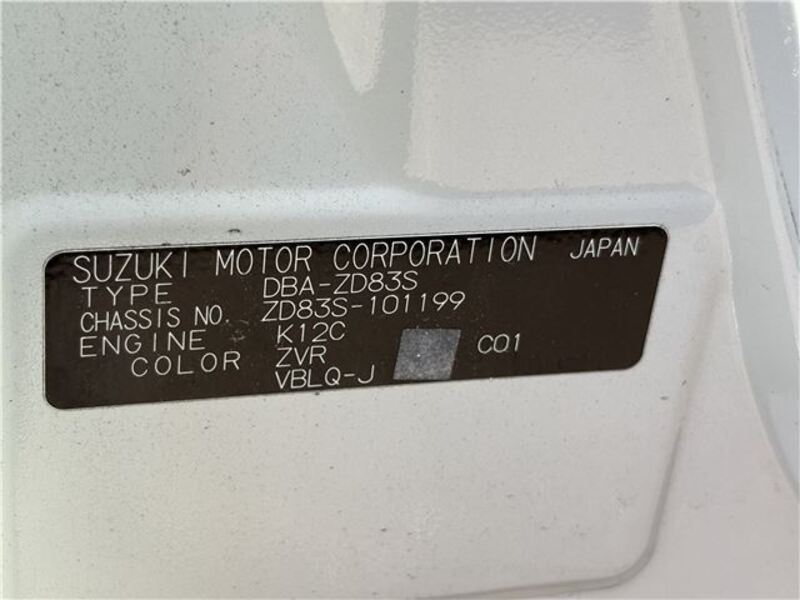 SUZUKI MOTOR CORPORATION JAPAN
TYPE DBA-ZD83S
CHASSIS NO. ZD83S-101199
ENGINE K12C
COLOR ZVR
VBLQ-J C01